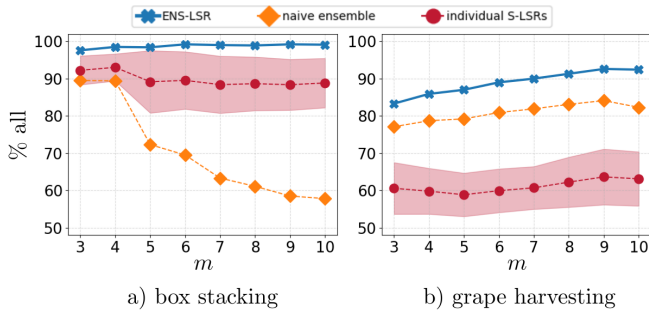 ENS-LSR naive ensemble individual S-LSRs
% all
100
90
80
70
60
50
3 4 5 6 7 8 9 10
m
a) box stacking
100
90
80
70
60
50
3 4 5 6 7 8 9 10
m
b) grape harvesting